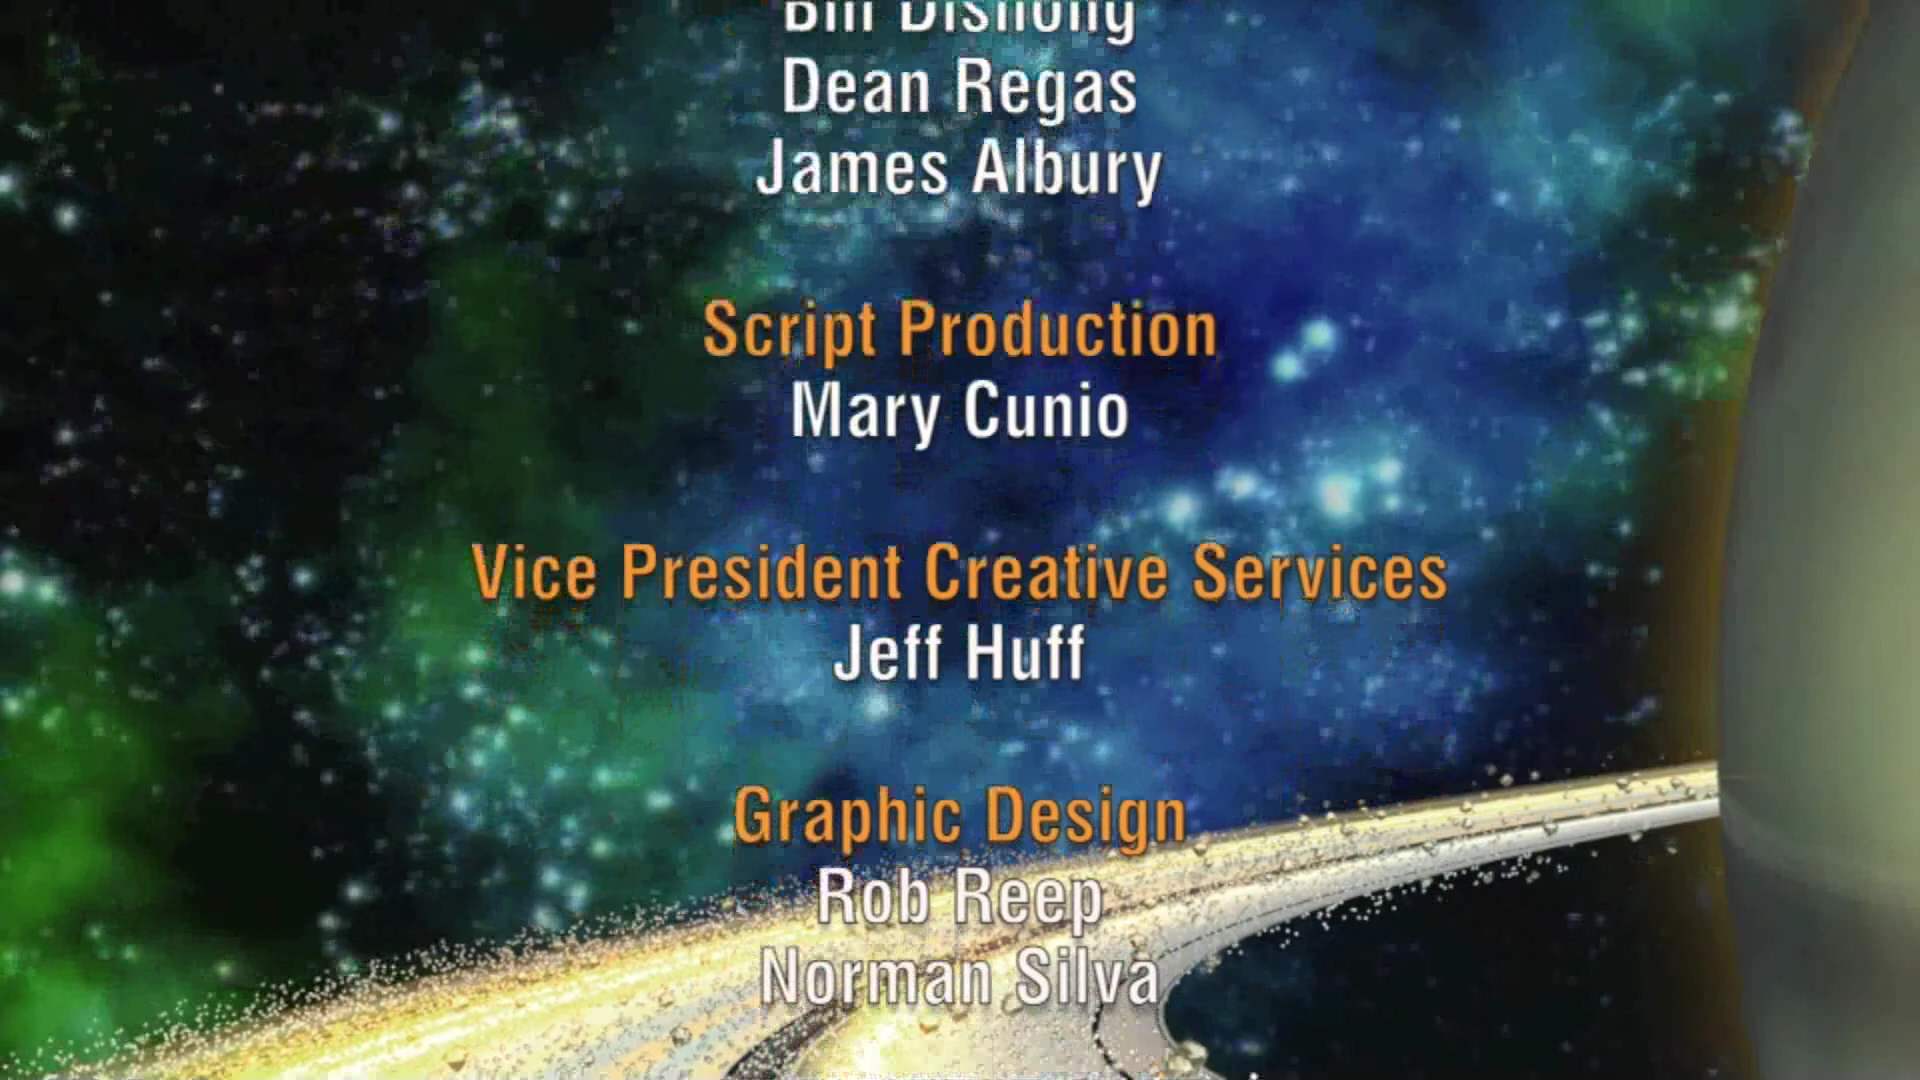 Dean Regas
James Albury
Script Production
Mary Cunio
Vice President Creative Services
Jeff Huff
Graphic Design
Rob Reep
Norman Silva